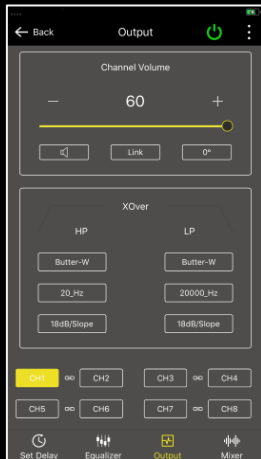 Back Output
Channel Volume
− 60 +
Link 0°
XOver
HP LP
Butter-W Butter-W
20_Hz 20000_Hz
18dB/Slope 18dB/Slope
CH1 CH2 CH3 CH4
CH5 CH6 CH7 CH8
Set Delay Equalizer Output Mixer